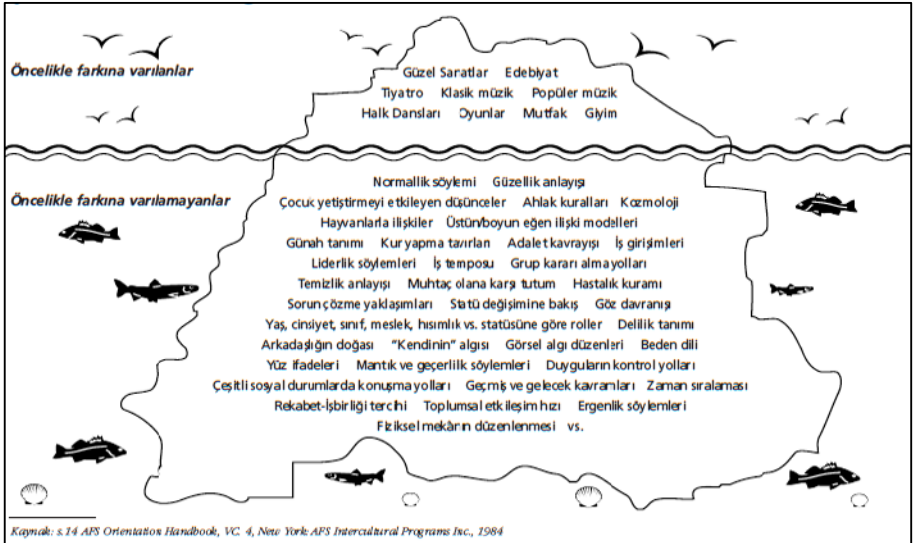 Öncelikle farkına varılanlar
Güzel Saratlar Edebiyat
Tiyatro Klasik müzik Popüler müzik
Halk Dansları Oyunlar Mutfak Giyim
Öncelikle farkına varılamayanlar
Normallik söylemi Güzellik anlayışı
Çocuk yetiştirmeyi etkileyen düşünceler Ahlak kuralları Kozmoloji
Hayvanlarla ilişkiler Üstün/boyun eğen ilişki modelleri
Günah tanımı Kur yapma tavırları Adalet kavrayışı İş girişimleri
Liderlik söylemleri İş temposu Grup kararı alma yolları
Temizlik anlayışı Muhtaç olana karşı tutum Hastalık kuramı
Sorun çözme yaklaşımları Statü değişimine bakış Göz davranışı
Yaş, cinsiyet, sınıf, meslek, hısımlık vs. statüsüne göre roller Delilik tanımı
Arkadaşlığın doğası "Kendinin" algısı Görsel algı düzenleri Beden dili
Yüz ifadeleri Mantık ve geçerlilik söylemleri Duyguların kontrol yolları
Çeşitli sosyal durumlarda konuşma yolları Geçmiş ve gelecek kavramları Zaman sıralaması
Rekabet-İşbirliği tercihi Toplumsal etkileşim hızı Ergenlik söylemleri
Fiziksel mekânın düzenlenmesi vs.
Kaynak: s.14 AFS Orientation Handbook, VC. 4, New York: AFS Intercultural Programs Inc., 1984